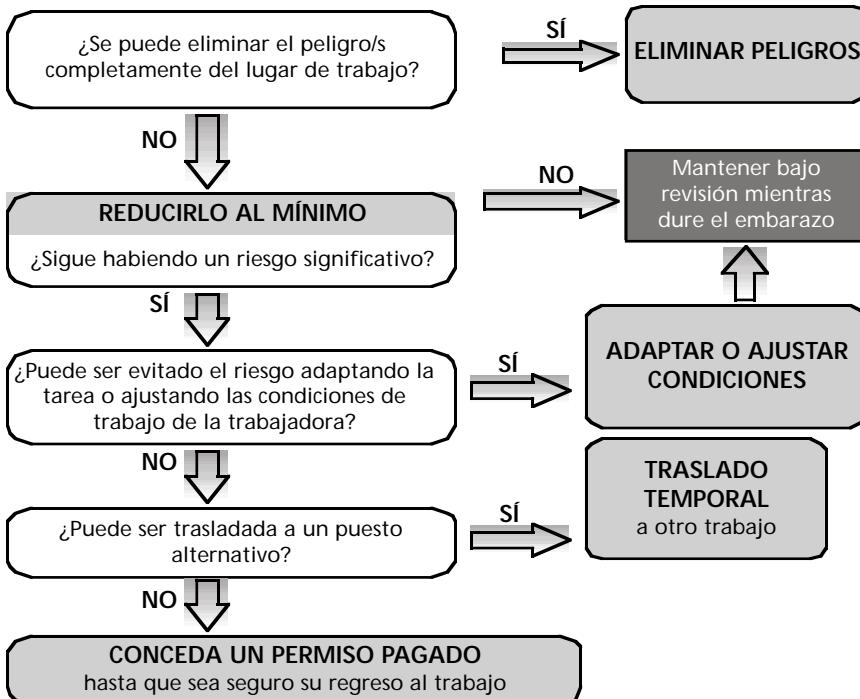 ¿Se puede eliminar el peligro/s
completamente del lugar de trabajo?
SÍ
ELIMINAR PELIGROS
NO
REDUCIRLO AL MÍNIMO
¿Sigue habiendo un riesgo significativo?
NO
Mantener bajo
revisión mientras
dure el embarazo
SÍ
¿Puede ser evitado el riesgo adaptando la
tarea o ajustando las condiciones de
trabajo de la trabajadora?
SÍ
ADAPTAR O AJUSTAR
CONDICIONES
NO
¿Puede ser trasladada a un puesto
alternativo?
SÍ
TRASLADO
TEMPORAL
a otro trabajo
NO
CONCEDA UN PERMISO PAGADO
hasta que sea seguro su regreso al trabajo